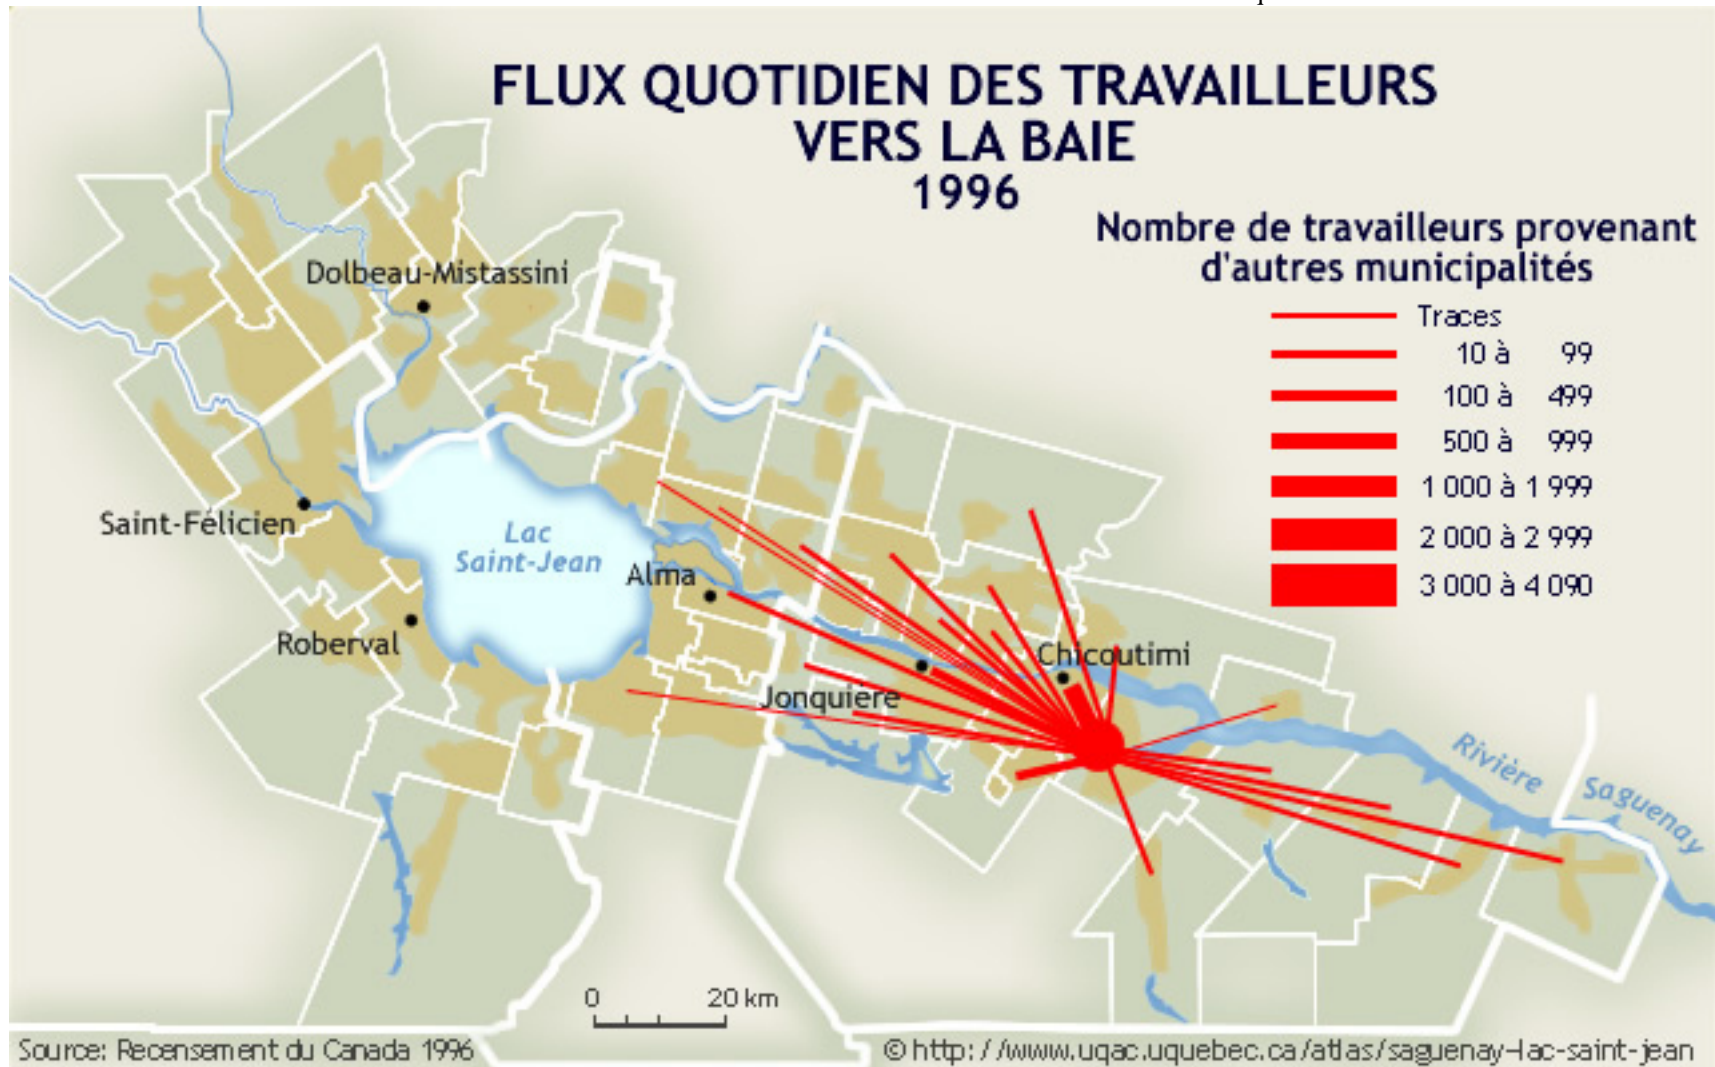 FLUX QUOTIDIEN DES TRAVAILLEURS
VERS LA BAIE
1996
Nombre de travailleurs provenant
d'autres municipalités
Traces
10 à 99
100 à 499
500 à 999
1 000 à 1 999
2 000 à 2 999
3 000 à 4 090
Dolbeau-Mistassini
Saint-Félicien
Lac
Saint-Jean
Alma
Roberval
Chicoutimi
Jonquière
Rivière Saguenay
0 20 km
Source: Recensement du Canada 1996
© http://www.uqac.uquebec.ca/atlas/saguenay-lac-saint-jean